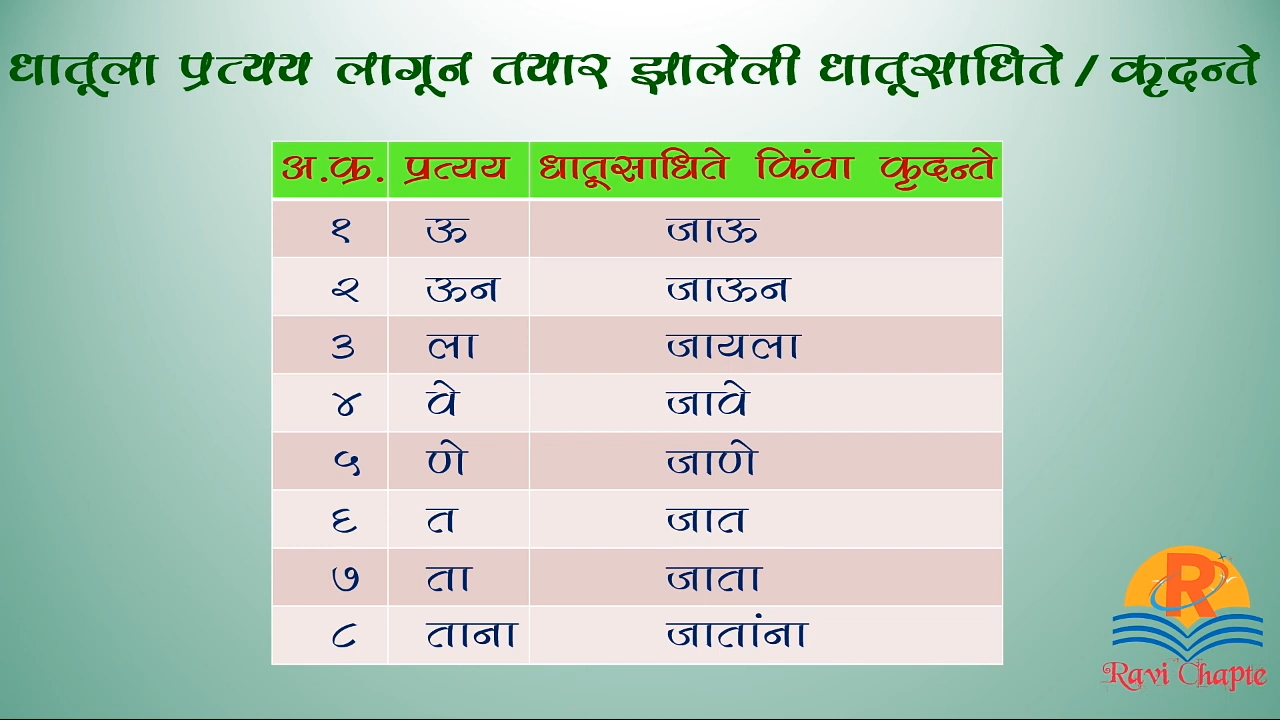 धातूला प्रत्यय लागून तयार झालेली धातूसाधिते / कृदन्ते
अ.क्र. प्रत्यय धातूसाधिते किंवा कृदन्ते
१ ऊ जाऊ
२ ऊन जाऊन
३ ला जायला
४ वे जावे
५ णे जाणे
६ त जात
७ ता जाता
८ ताना जातांना
R
Ravi Chapte